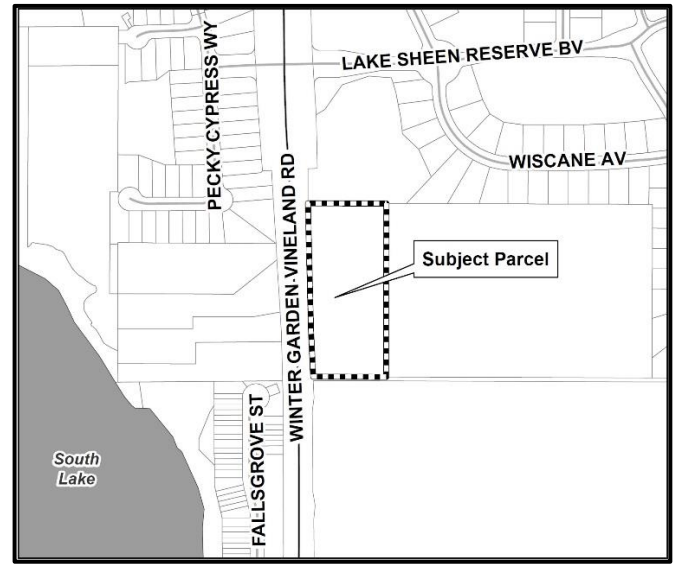 PECKY CYPRESS WY
LAKE SHEEN RESERVE BV
WISCANE AV
WINTER GARDEN-VINELAND RD
Subject Parcel
FALLSGROVE ST
South
Lake